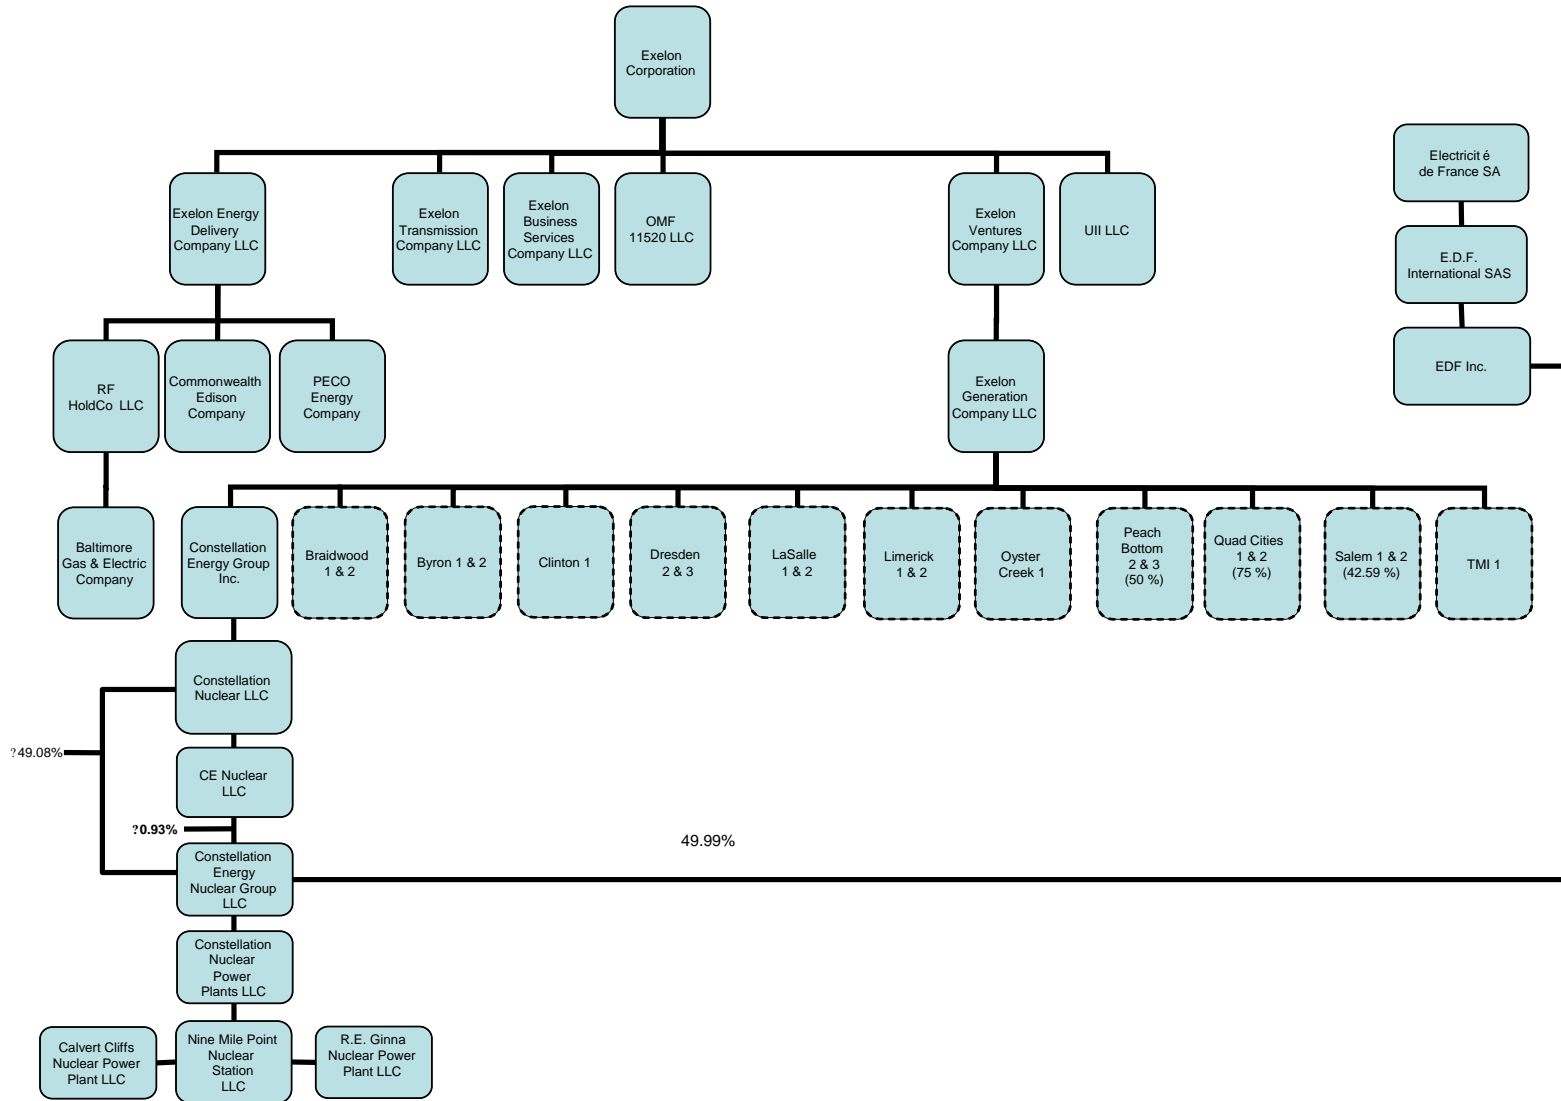 Exelon
Corporation
Electricit é
de France SA
Exelon Energy
Delivery
Company LLC
Exelon
Transmission
Company LLC
Exelon
Business
Services
Company LLC
OMF
11520 LLC
Exelon
Ventures
Company LLC
UII LLC
E.D.F.
International SAS
RF
HoldCo LLC
Commonwealth
Edison
Company
PECO
Energy
Company
Exelon
Generation
Company LLC
EDF Inc.
Baltimore
Gas & Electric
Company
Constellation
Energy Group
Inc.
Braidwood
1 & 2
Byron 1 & 2
Clinton 1
Dresden
2 & 3
LaSalle
1 & 2
Limerick
1 & 2
Oyster
Creek 1
Peach
Bottom
2 & 3
(50 %)
Quad Cities
1 & 2
(75 %)
Salem 1 & 2
(42.59 %)
TMI 1
Constellation
Nuclear LLC
?49.08%
CE Nuclear
LLC
?0.93%
49.99%
Constellation
Energy
Nuclear Group
LLC
Constellation
Nuclear
Power
Plants LLC
Calvert Cliffs
Nuclear Power
Plant LLC
Nine Mile Point
Nuclear
Station
LLC
R.E. Ginna
Nuclear Power
Plant LLC